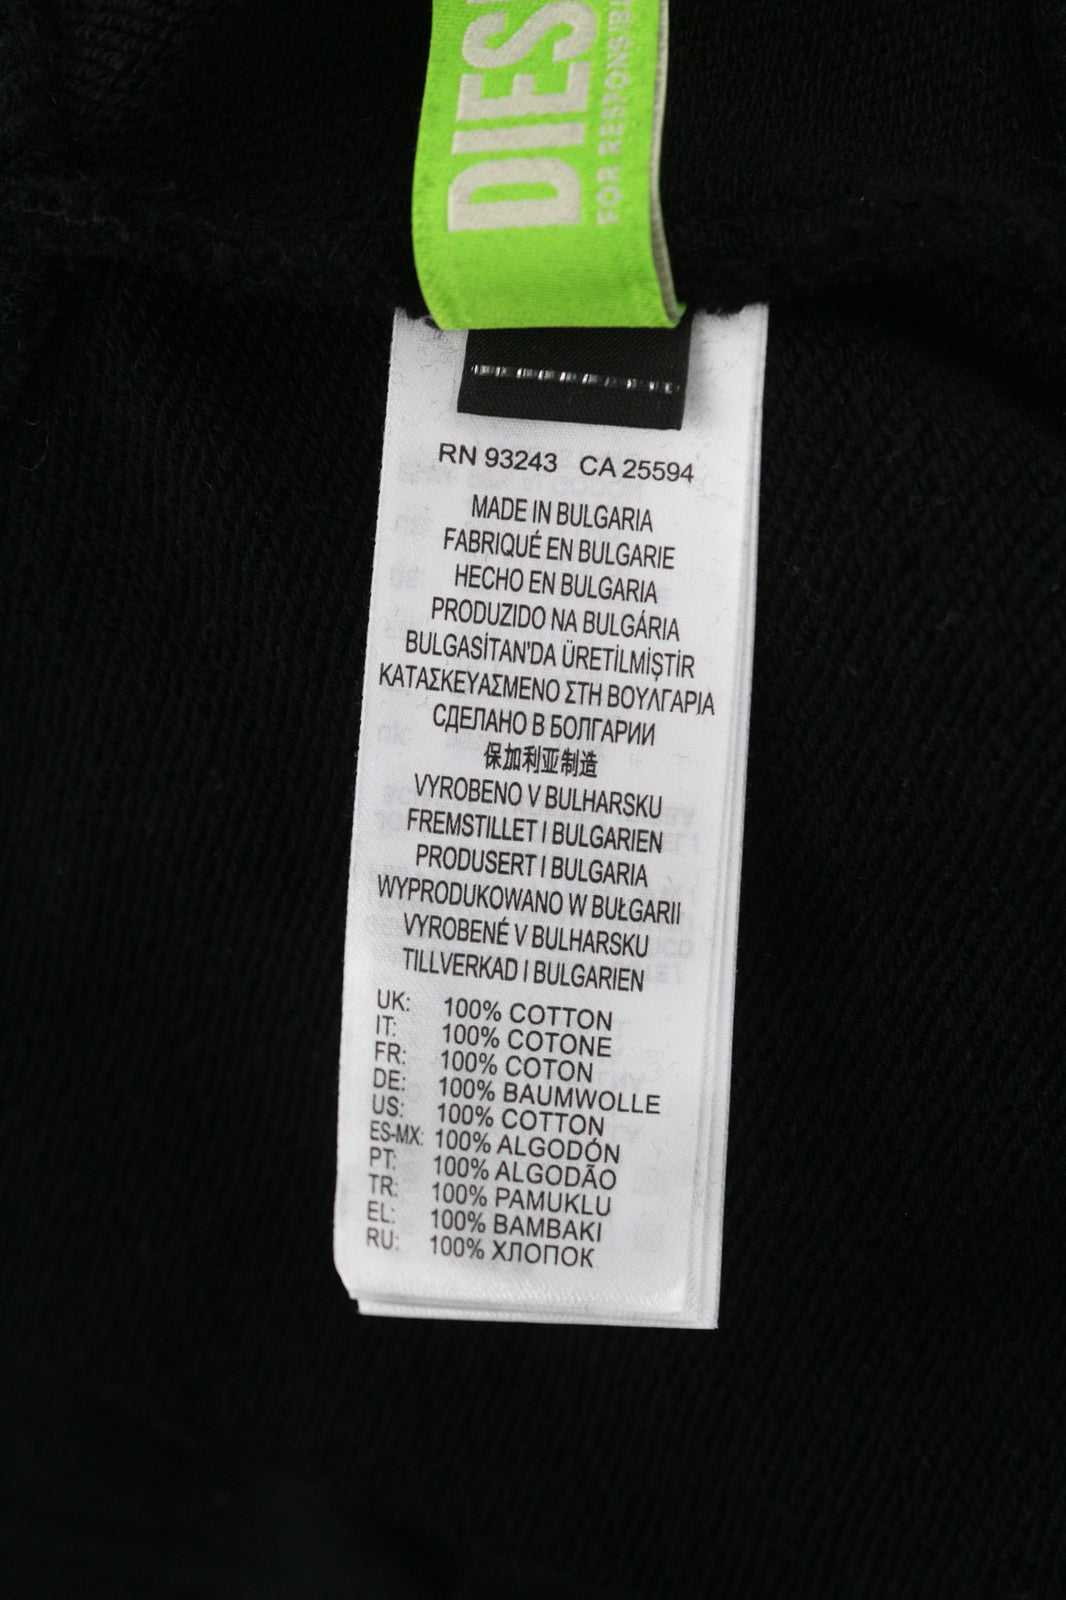 DIES
FOR RESPONSIBL
RN 93243 CA 25594
MADE IN BULGARIA
FABRIQUÉ EN BULGARIE
HECHO EN BULGARIA
PRODUZIDO NA BULGÁRIA
BULGASİTAN'DA ÜRETİLMİŞTİR
ΚΑΤΑΣΚΕΥΑΣΜΕΝΟ ΣΤΗ ΒΟΥΛΓΑΡΙΑ
СДЕЛАНО В БОЛГАРИИ
保加利亚制造
VYROBENO V BULHARSKU
FREMSTILLET I BULGARIEN
PRODUSERT I BULGARIA
WYPRODUKOWANO W BUŁGARII
VYROBENÉ V BULHARSKU
TILLVERKAD I BULGARIEN
UK: 100% COTTON
IT: 100% COTONE
FR: 100% COTON
DE: 100% BAUMWOLLE
US: 100% COTTON
ES-MX: 100% ALGODÓN
PT: 100% ALGODÃO
TR: 100% PAMUKLU
EL: 100% ΒΑΜΒΑΚΙ
RU: 100% ХЛОПОК